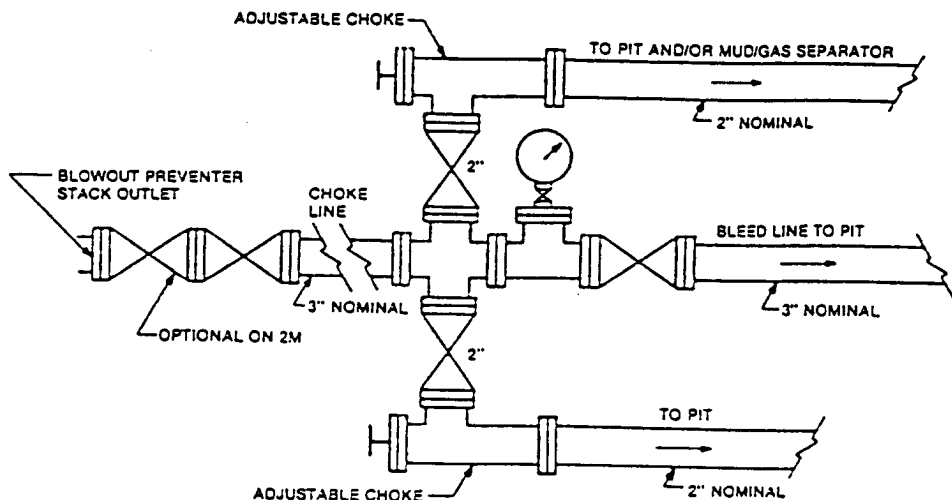 ADJUSTABLE CHOKE
TO PIT AND/OR MUD/GAS SEPARATOR
2" NOMINAL
2"
BLOWOUT PREVENTER
STACK OUTLET
CHOKE
LINE
BLEED LINE TO PIT
3" NOMINAL
3" NOMINAL
OPTIONAL ON 2M
2"
TO PIT
2" NOMINAL
ADJUSTABLE CHOKE